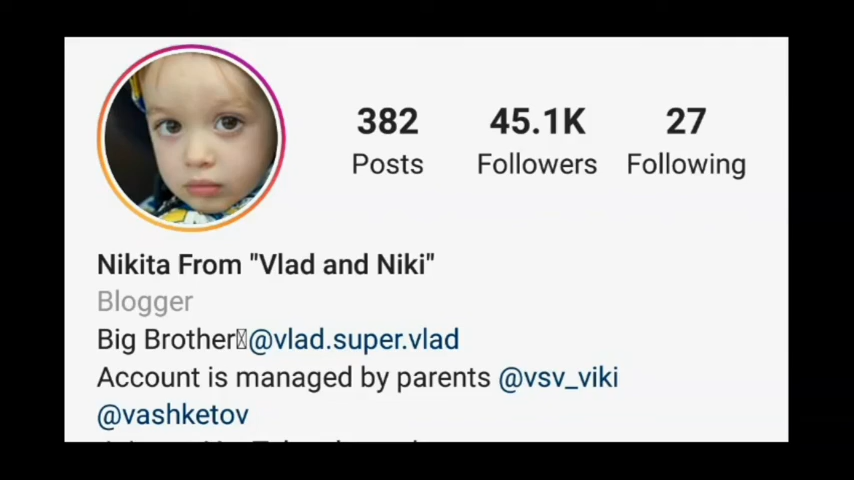 382 45.1K 27
Posts Followers Following
Nikita From "Vlad and Niki"
Blogger
Big Brother @vlad.super.vlad
Account is managed by parents @vsv_viki
@vashketov